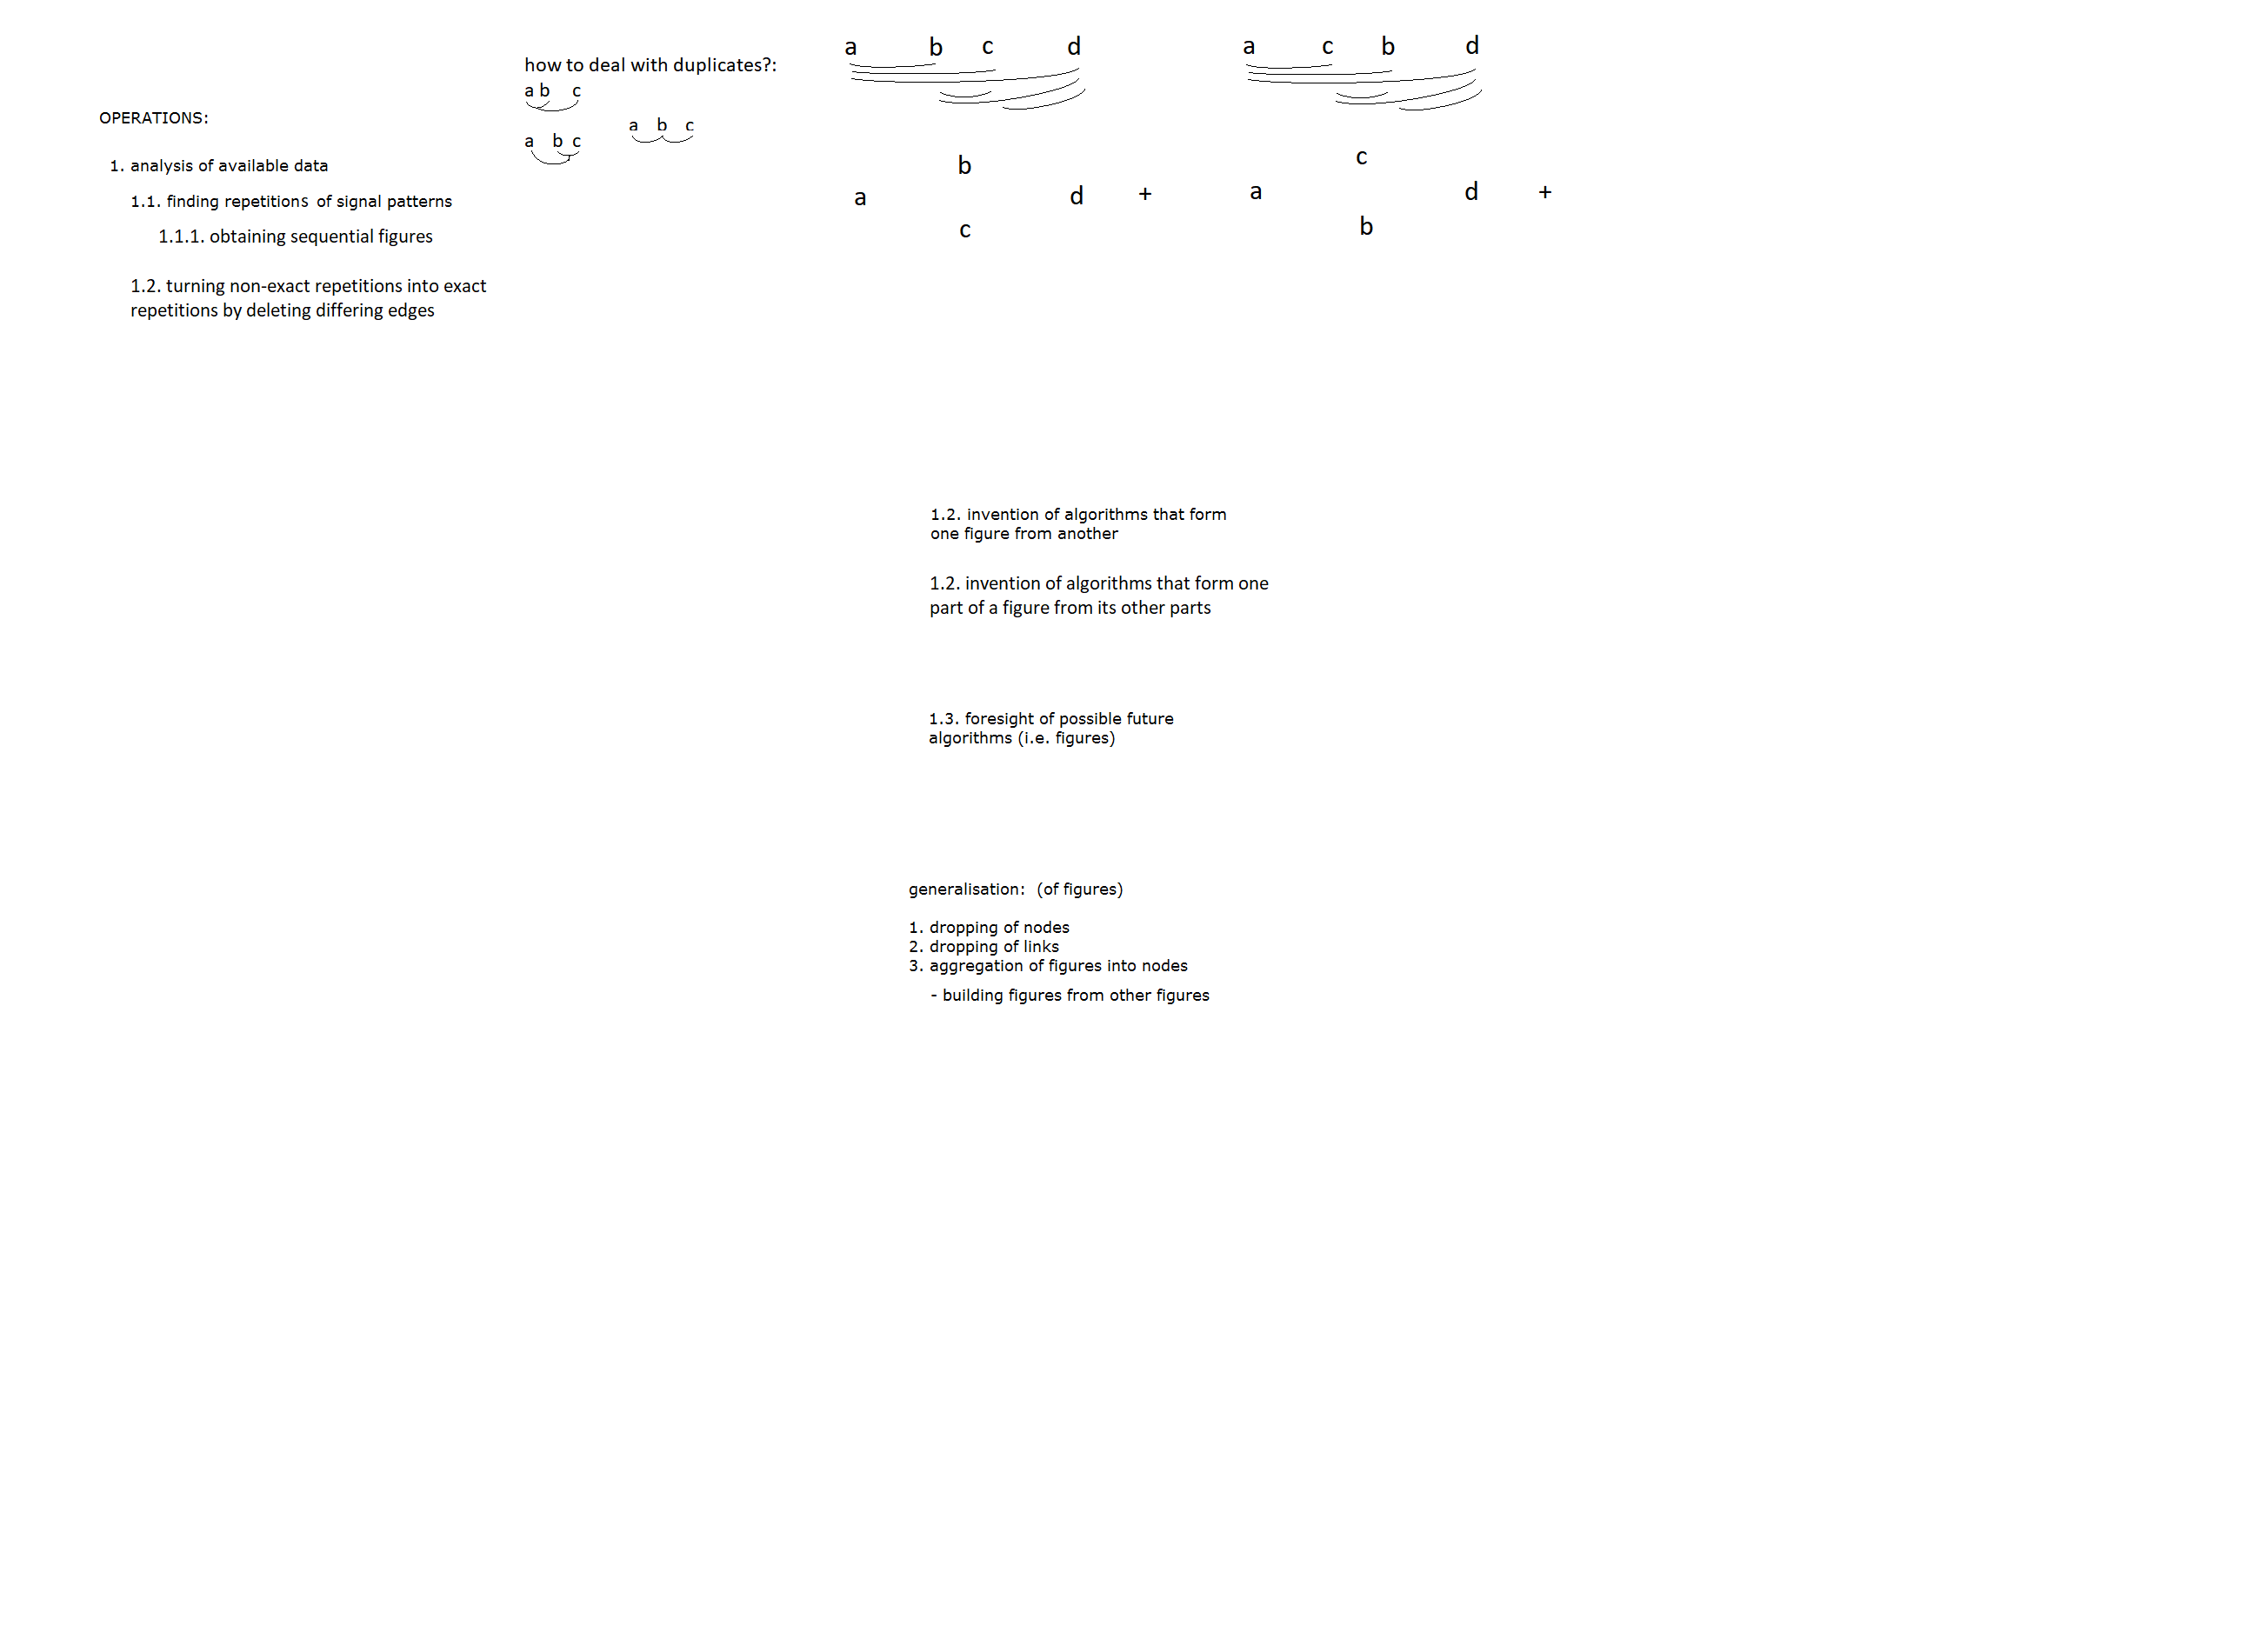 OPERATIONS:
1. analysis of available data
1.1. finding repetitions of signal patterns
1.1.1. obtaining sequential figures
1.2. turning non-exact repetitions into exact
repetitions by deleting differing edges
how to deal with duplicates?:
a b c
a b c
a b c
a b c d
b
a d +
c
a c b d
c
a d +
b
1.2. invention of algorithms that form
one figure from another
1.2. invention of algorithms that form one
part of a figure from its other parts
1.3. foresight of possible future
algorithms (i.e. figures)
generalisation: (of figures)
1. dropping of nodes
2. dropping of links
3. aggregation of figures into nodes
- building figures from other figures